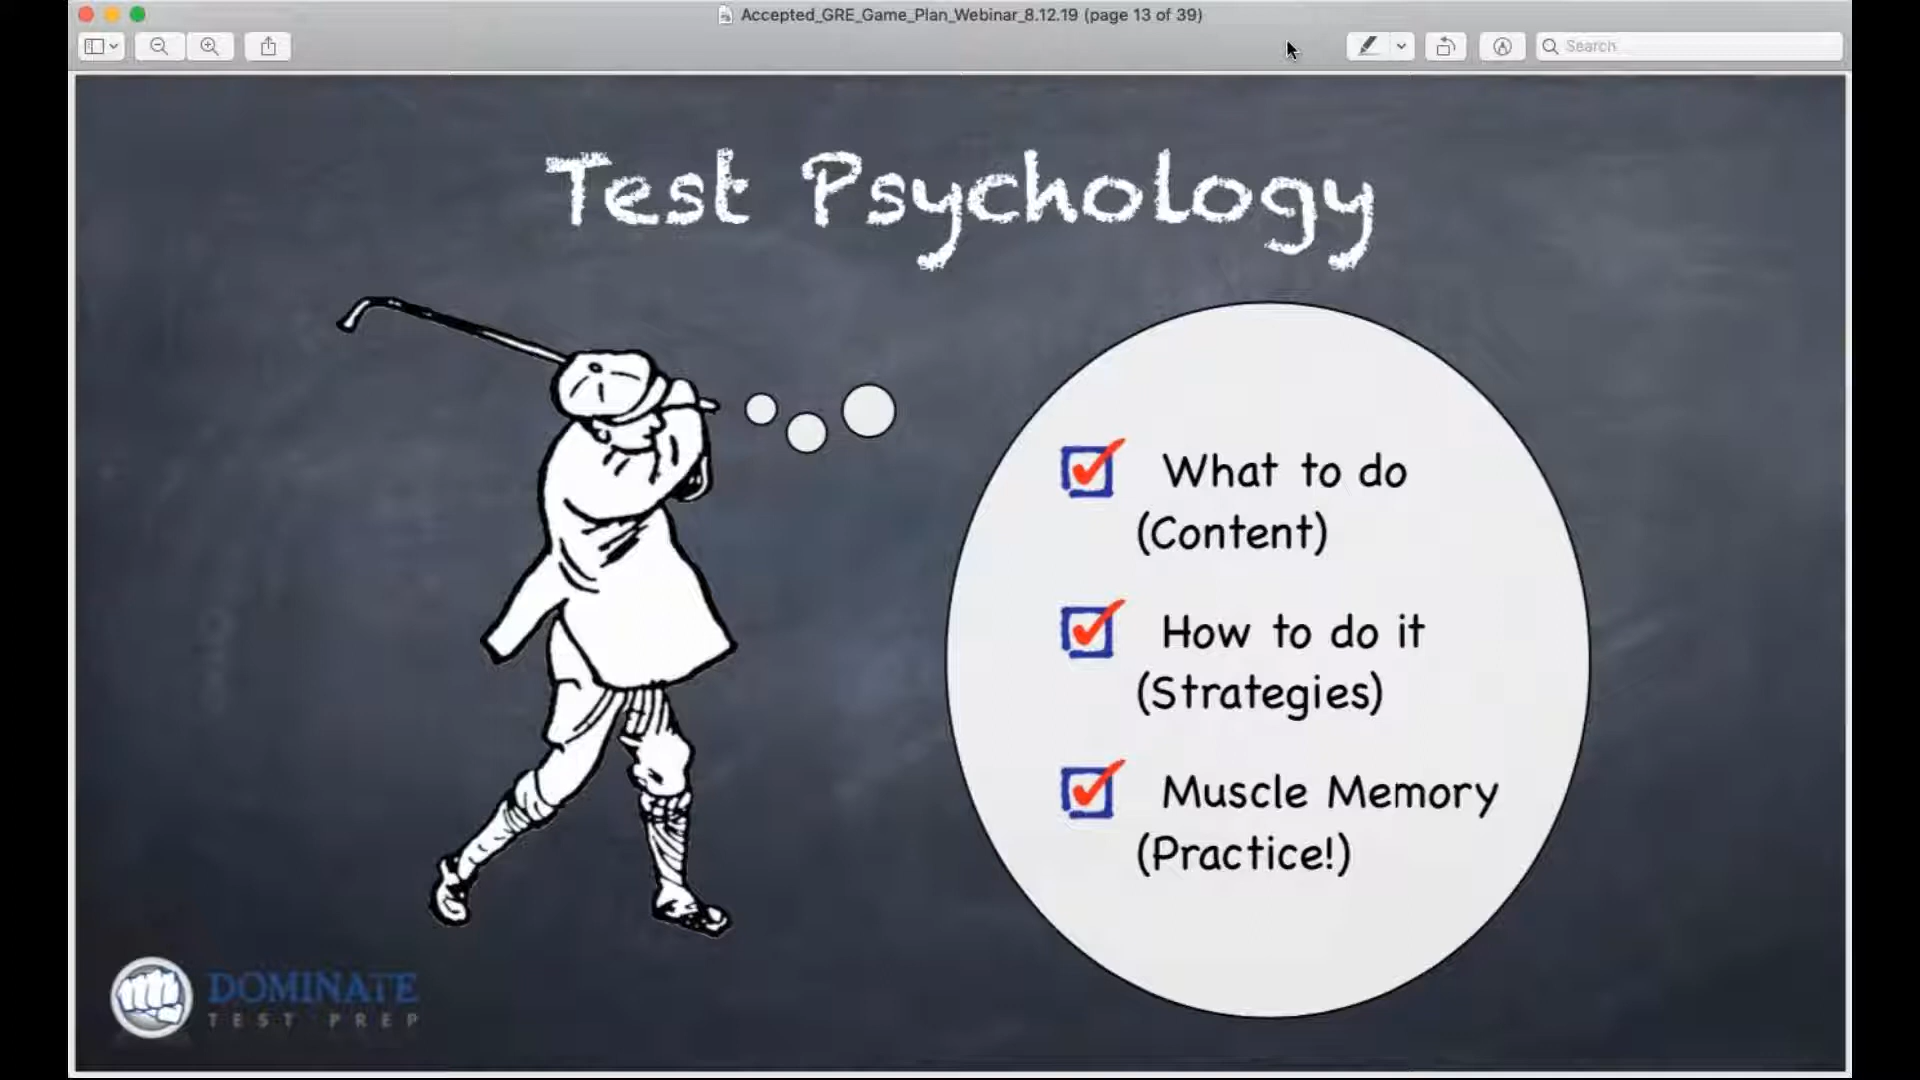 Accepted_GRE_Game_Plan_Webinar_8.12.19 (page 13 of 39)
Search
Test Psychology
What to do
(Content)
How to do it
(Strategies)
Muscle Memory
(Practice!)
DOMINATE
TEST PREP